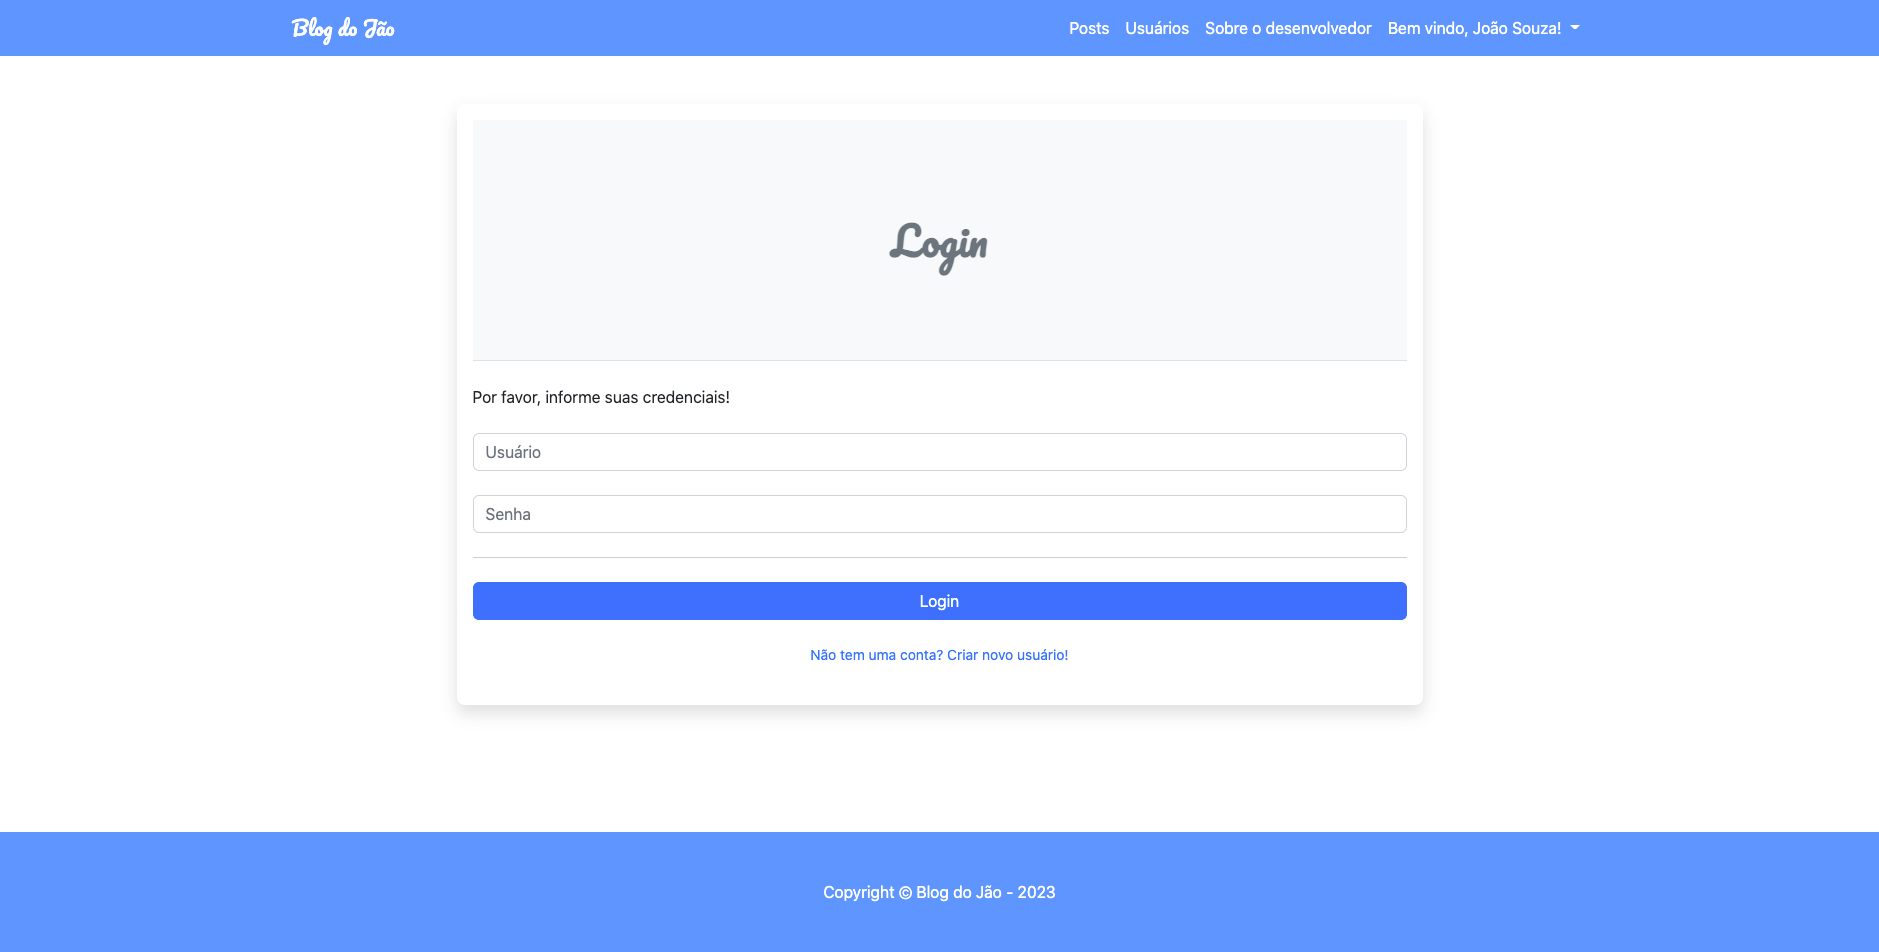 Blog do Jão
Posts Usuários Sobre o desenvolvedor Bem vindo, João Souza!
Login
Por favor, informe suas credenciais!
Usuário
Senha
Login
Não tem uma conta? Criar novo usuário!
Copyright © Blog do Jão - 2023